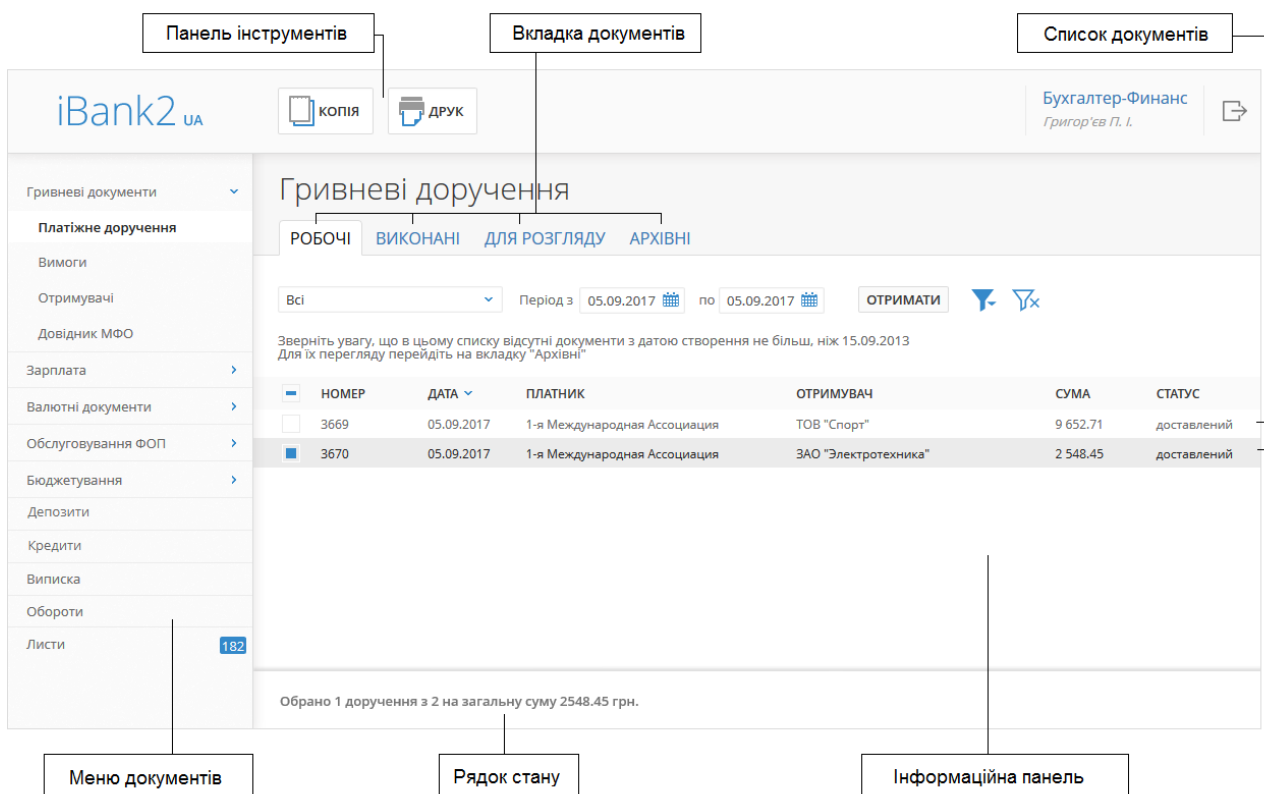 Панель інструментів
Вкладка документів
Список документів
iBank2 UA
КОПІЯ
ДРУК
Бухгалтер-Финанс
Григор'єв П. І.
Гривневі документи
Платіжне доручення
Вимоги
Отримувачі
Довідник МФО
Зарплата
Валютні документи
Обслуговування ФОП
Бюджетування
Депозити
Кредити
Виписка
Обороти
Листи 182
Гривневі доручення
РОБОЧІ ВИКОНАНІ ДЛЯ РОЗГЛЯДУ АРХІВНІ
Всі Період з 05.09.2017 по 05.09.2017 ОТРИМАТИ
Зверніть увагу, що в цьому списку відсутні документи з датою створення не більш, ніж 15.09.2013
Для їх перегляду перейдіть на вкладку "Архівні"
НОМЕР ДАТА ПЛАТНИК ОТРИМУВАЧ СУМА СТАТУС
3669 05.09.2017 1-я Международная Ассоциация ТОВ "Спорт" 9 652.71 доставлений
3670 05.09.2017 1-я Международная Ассоциация ЗАО "Электротехника" 2 548.45 доставлений
Обрано 1 доручення з 2 на загальну суму 2548.45 грн.
Меню документів
Рядок стану
Інформаційна панель